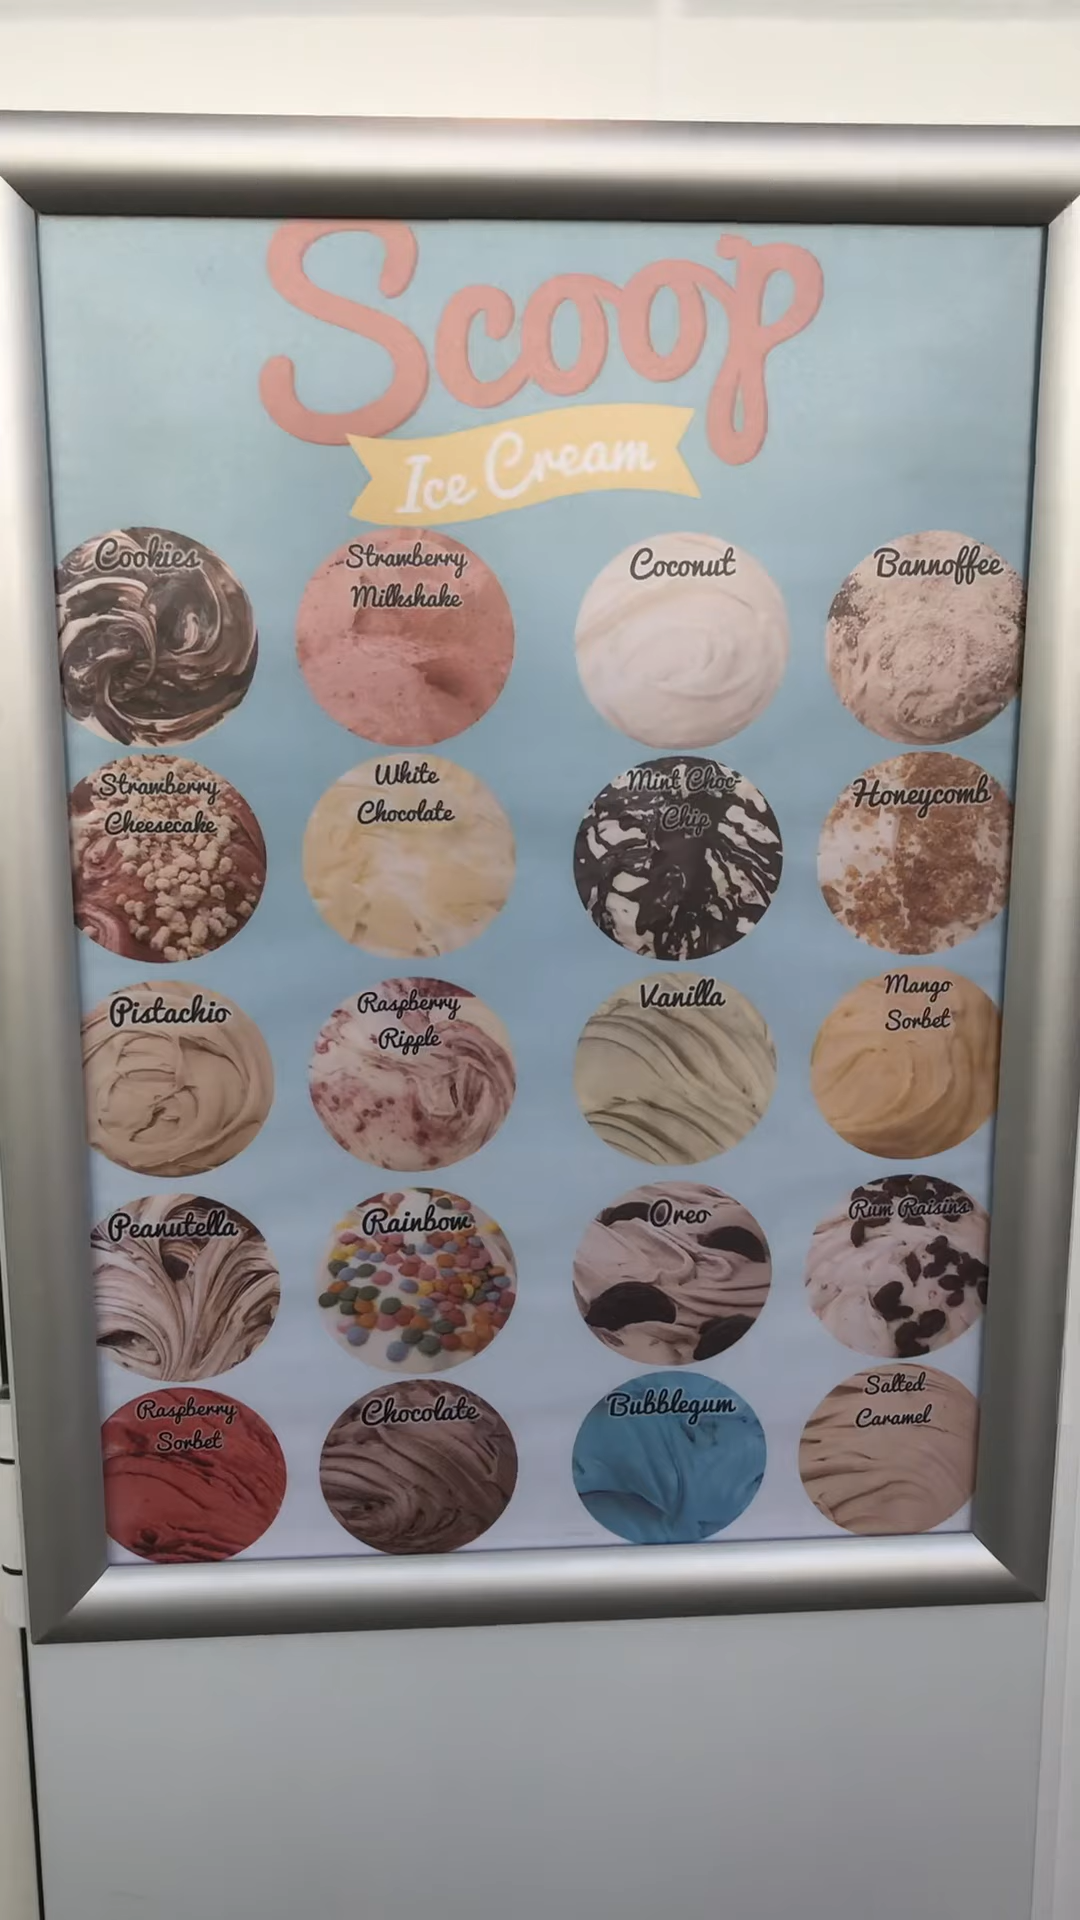 Scoop
Ice Cream
Cookies
Strawberry
Milkshake
Coconut
Bannoffee
Strawberry
Cheesecake
White
Chocolate
Mint Choc
Chip
Honeycomb
Pistachio
Raspberry
Ripple
Vanilla
Mango
Sorbet
Peanutella
Rainbow
Oreo
Rum Raisins
Raspberry
Sorbet
Chocolate
Bubblegum
Salted
Caramel